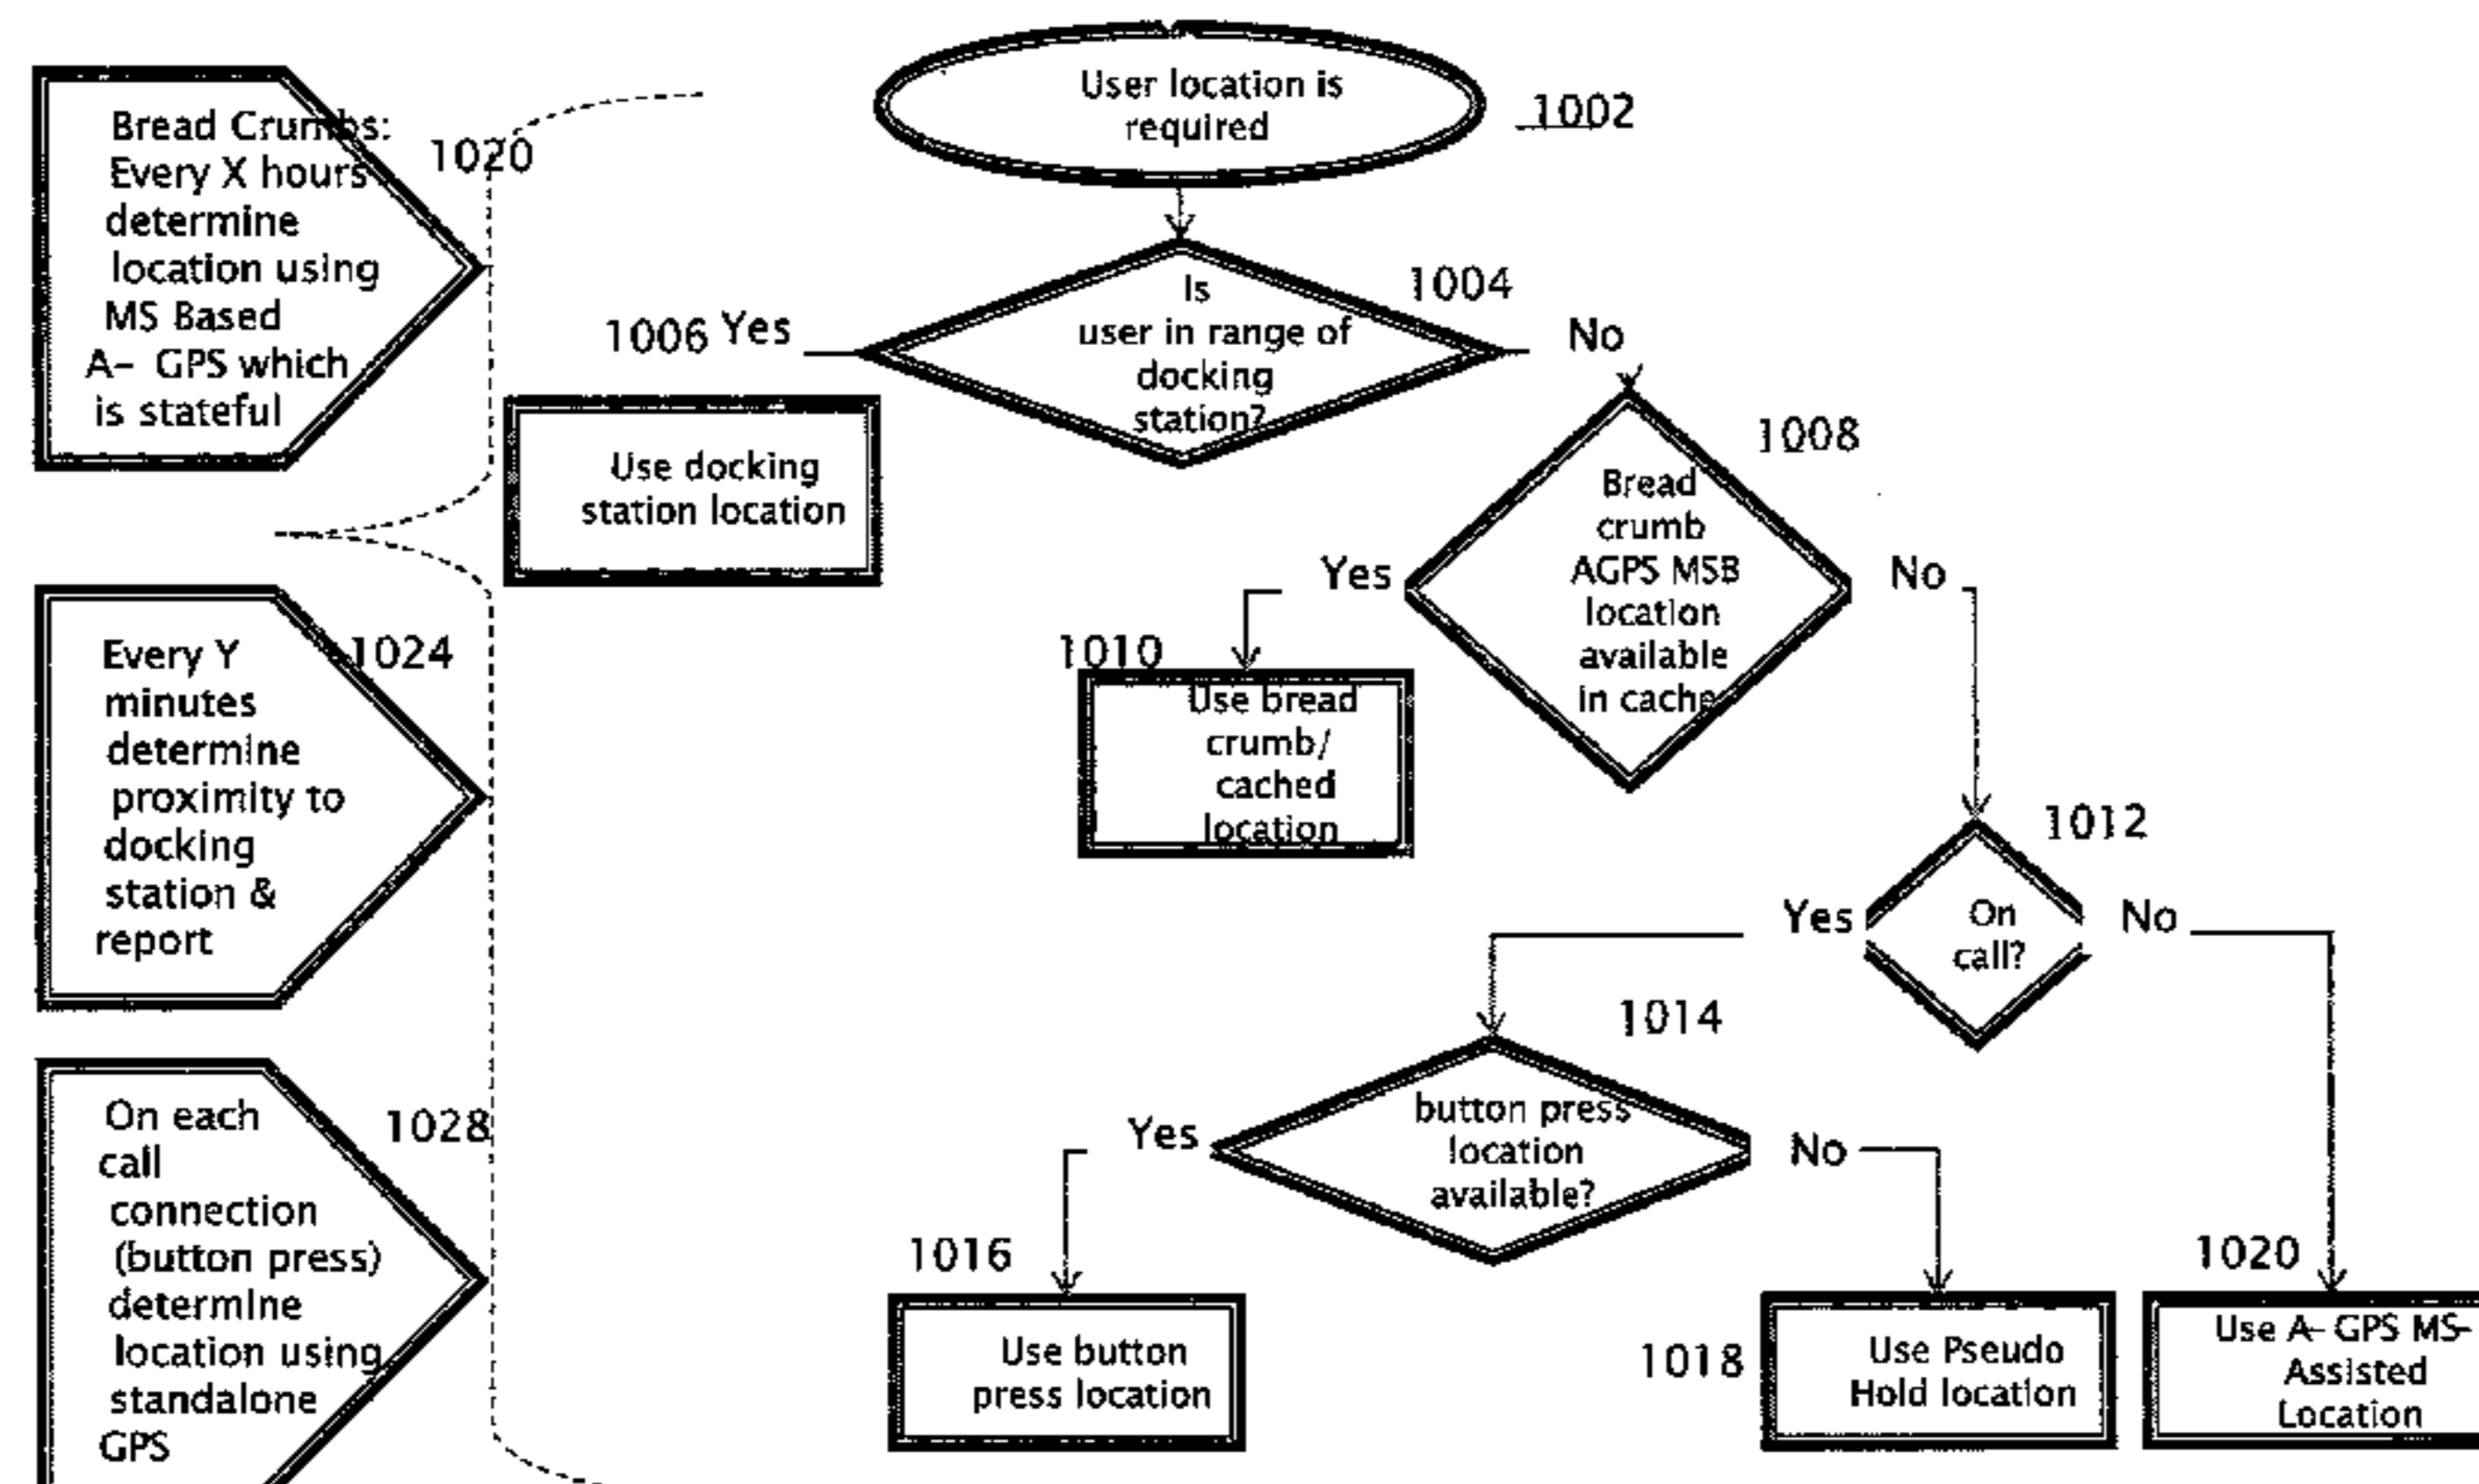 Bread Crumbs:
Every X hours
determine
location using
MS Based
A- GPS which
is stateful
1020
Every Y
minutes
determine
proximity to
docking
station &
report
1024
On each
call
connection
(button press)
determine
location using
standalone
GPS
1028
User location is
required
1002
Is
user in range of
docking
station?
1004
1006 Yes
No
Use docking
station location
Bread
crumb
AGPS MSB
location
available
in cache
1008
Yes
No
1010
Use bread
crumb/
cached
location
On
call?
1012
Yes
No
1014
button press
location
available?
Yes
No
1016
Use button
press location
1018
Use Pseudo
Hold location
1020
Use A- GPS MS-
Assisted
Location